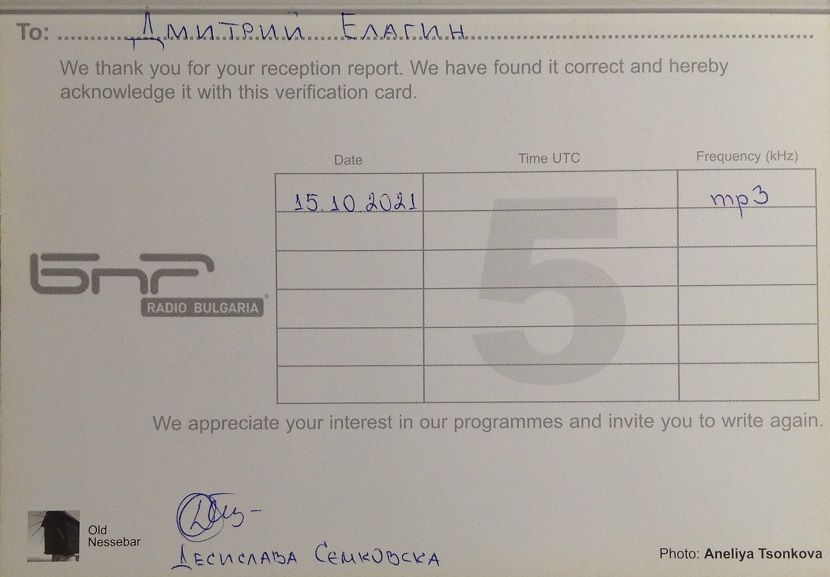 To: Дмитрий Елагин
We thank you for your reception report. We have found it correct and hereby
acknowledge it with this verification card.
Date Time UTC Frequency (kHz)
15.10.2021 mp3
5
БНР
RADIO BULGARIA
We appreciate your interest in our programmes and invite you to write again.
Old
Nessebar
Десислава Семковска
Photo: Aneliya Tsonkova